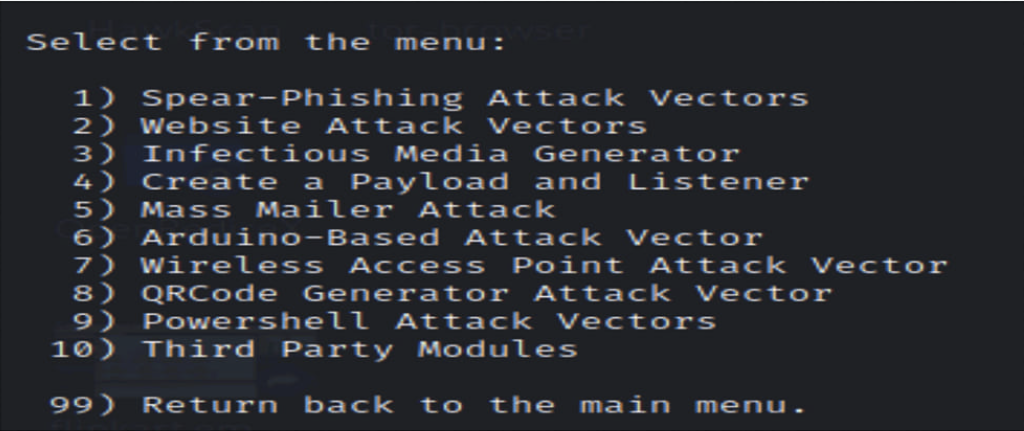 Select from the menu:
1) Spear-Phishing Attack Vectors
2) Website Attack Vectors
3) Infectious Media Generator
4) Create a Payload and Listener
5) Mass Mailer Attack
6) Arduino-Based Attack Vector
7) Wireless Access Point Attack Vector
8) QRCode Generator Attack Vector
9) Powershell Attack Vectors
10) Third Party Modules
99) Return back to the main menu.